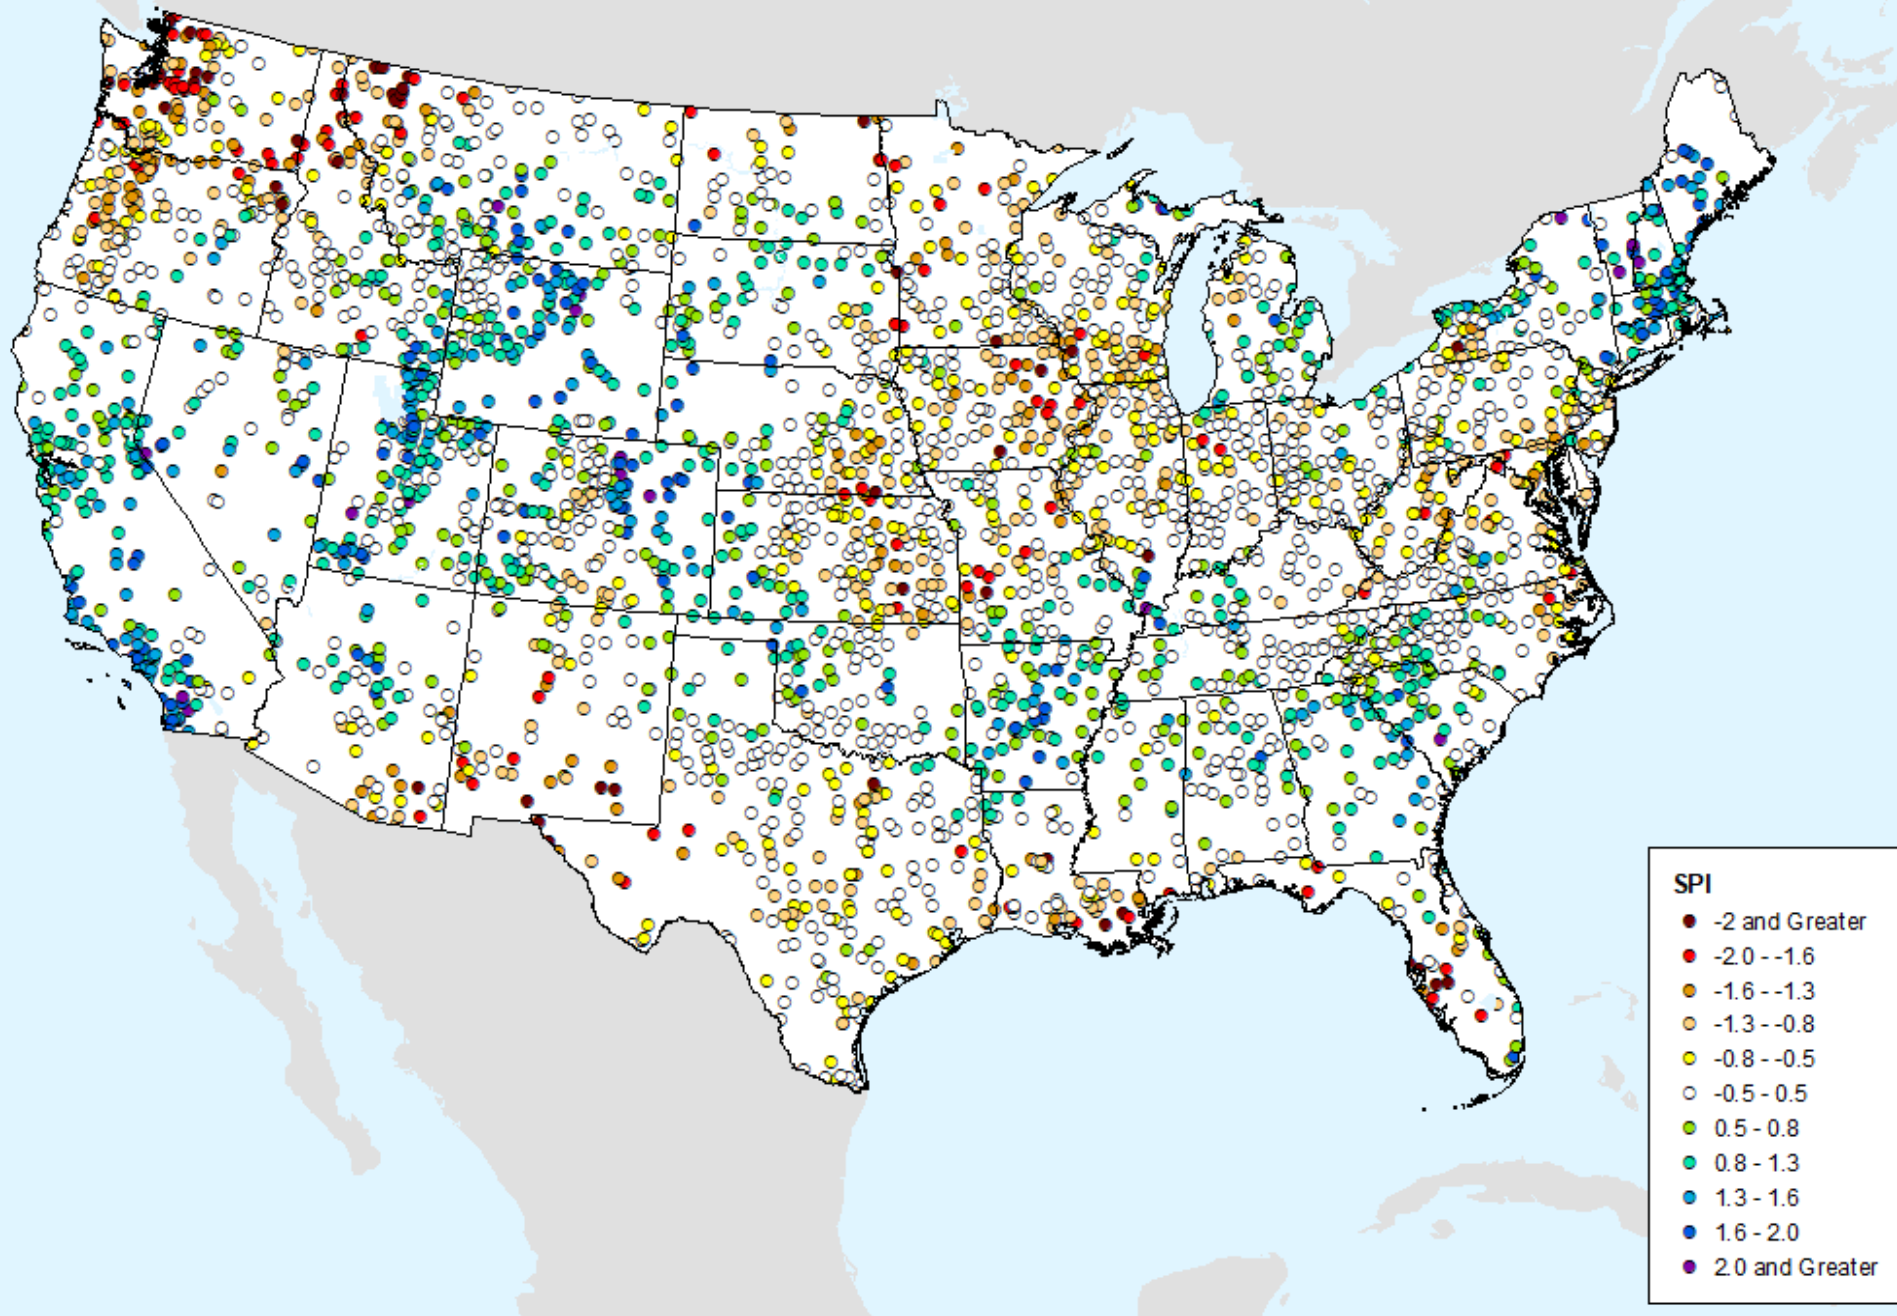 SPI
-2 and Greater
-2.0 - -1.6
-1.6 - -1.3
-1.3 - -0.8
-0.8 - -0.5
-0.5 - 0.5
0.5 - 0.8
0.8 - 1.3
1.3 - 1.6
1.6 - 2.0
2.0 and Greater